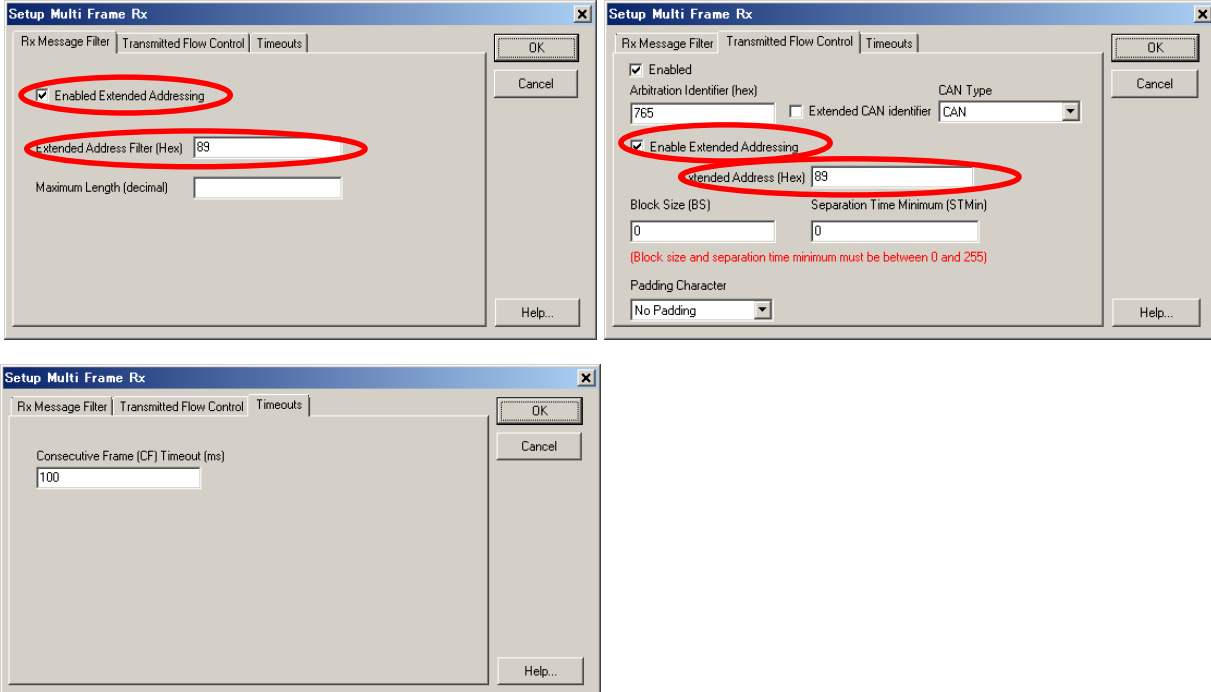 Setup Multi Frame Rx
Rx Message Filter
Transmitted Flow Control
Timeouts
OK
Cancel
Enabled Extended Addressing
Extended Address Filter (Hex)
89
Maximum Length (decimal)
Help...
Setup Multi Frame Rx
Rx Message Filter
Transmitted Flow Control
Timeouts
OK
Cancel
Enabled
Arbitration Identifier (hex)
CAN Type
765
Extended CAN identifier
CAN
Enable Extended Addressing
Extended Address (Hex)
89
Block Size (BS)
Separation Time Minimum (STMin)
0
0
(Block size and separation time minimum must be between 0 and 255)
Padding Character
No Padding
Help...
Setup Multi Frame Rx
Rx Message Filter
Transmitted Flow Control
Timeouts
OK
Cancel
Consecutive Frame (CF) Timeout (ms)
100
Help...